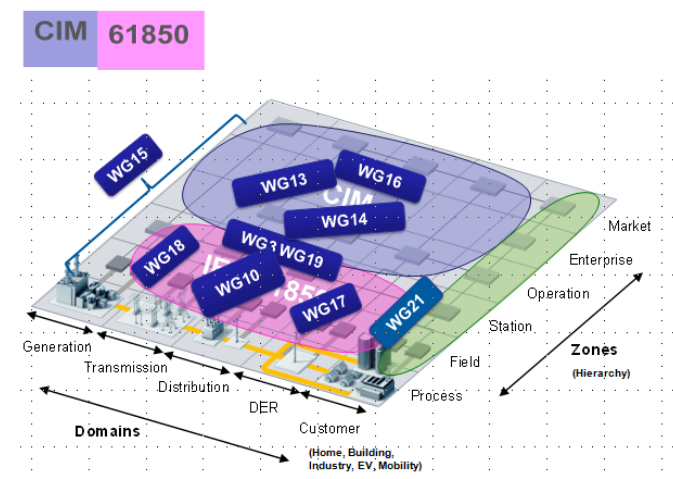 CIM 61850
WG15
WG13
WG16
CIM
WG14
WG18
WG19
WG10
WG17
WG21
Market
Enterprise
Operation
Station
Field
Process
Zones
(Hierarchy)
Generation
Transmission
Distribution
DER
Customer
Domains
(Home, Building,
Industry, EV, Mobility)